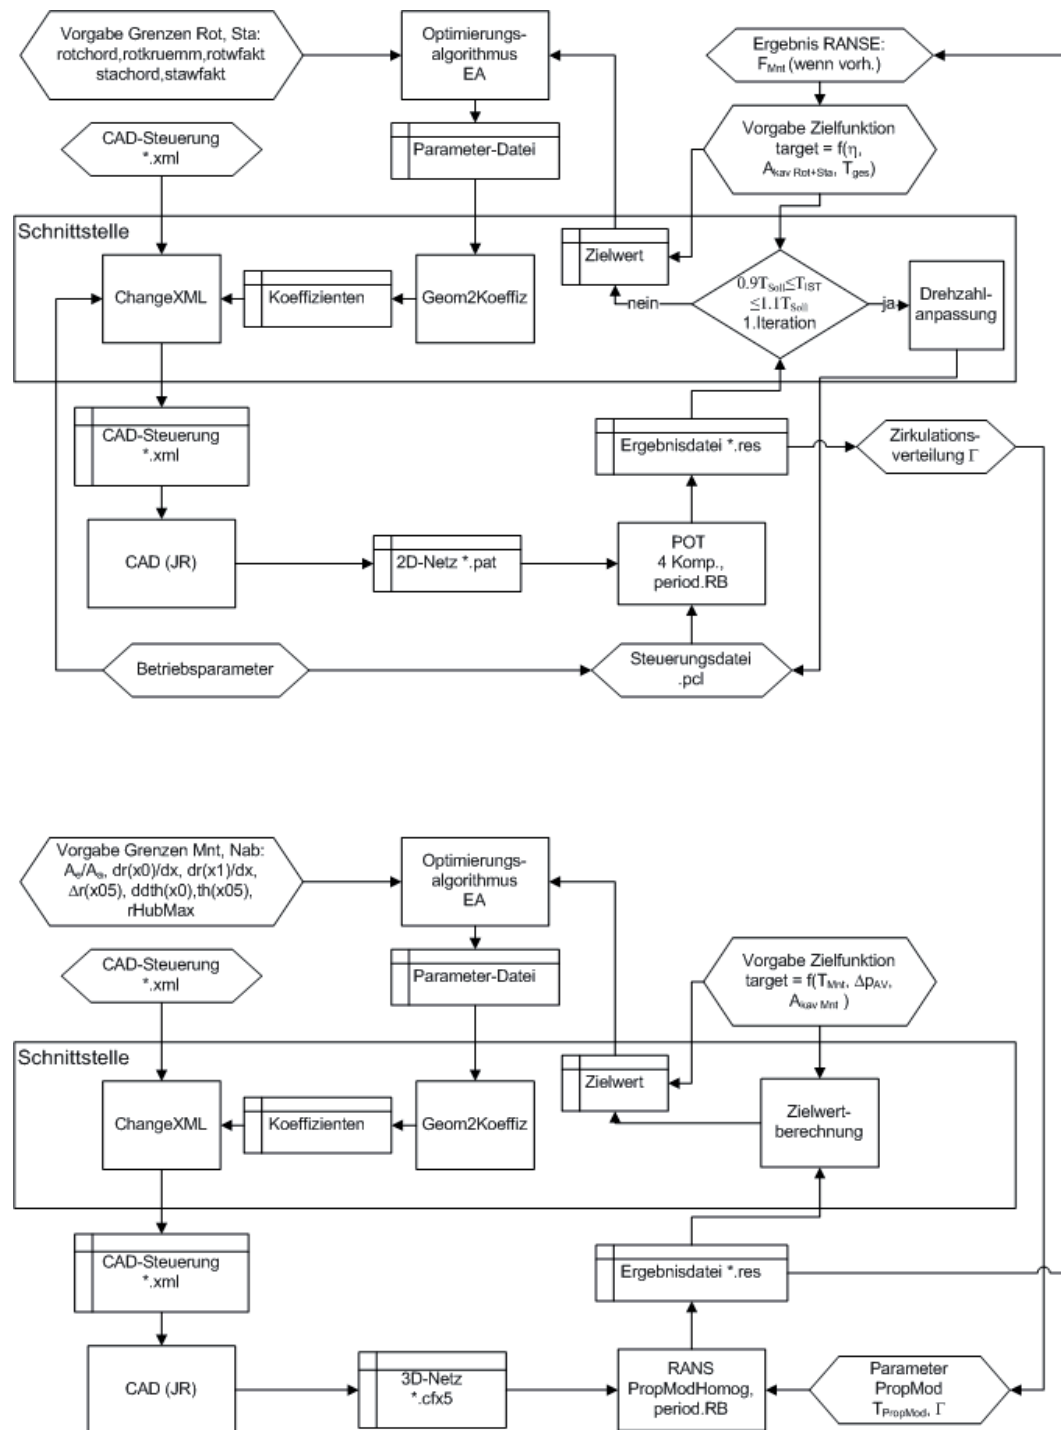 Vorgabe Grenzen Rot, Sta:
rotchord,rotkruemm,rotwfakt
stachord,stawfakt
Optimierungs-
algorithmus
EA
Ergebnis RANSE:
F_Mnt (wenn vorh.)
CAD-Steuerung
*.xml
Parameter-Datei
Vorgabe Zielfunktion
target = f(η,
A_kav Rot+Sta, T_ges)
Schnittstelle
ChangeXML
Koeffizienten
Geom2Koeffiz
Zielwert
nein
0.9T_Soll≤T_IST
≤1.1T_Soll
1.Iteration
ja
Drehzahl-
anpassung
CAD-Steuerung
*.xml
Ergebnisdatei *.res
Zirkulations-
verteilung Γ
CAD (JR)
2D-Netz *.pat
POT
4 Komp.,
period.RB
Betriebsparameter
Steuerungsdatei
.pcl
Vorgabe Grenzen Mnt, Nab:
dr(x0)/dx, dr(x1)/dx,
Δr(x05), ddth(x0),th(x05),
rHubMax
Optimierungs-
algorithmus
EA
CAD-Steuerung
*.xml
Parameter-Datei
Vorgabe Zielfunktion
target = f(T_Mnt, Δp_AV,
A_kav Mnt )
Schnittstelle
ChangeXML
Koeffizienten
Geom2Koeffiz
Zielwert
Zielwert-
berechnung
CAD-Steuerung
*.xml
Ergebnisdatei *.res
CAD (JR)
3D-Netz
*.cfx5
RANS
PropModHomog,
period.RB
Parameter
PropMod
T_PropMod, Γ